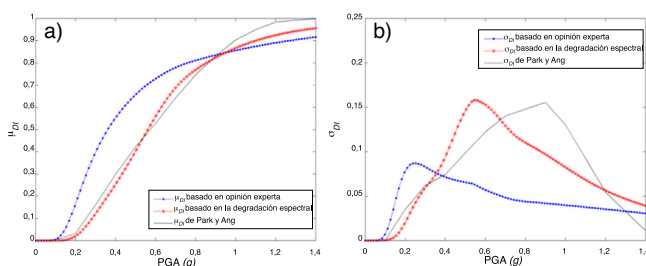 a)
1
0,9
0,8
0,7
0,6
0,5
0,4
0,3
0,2
0,1
0
μDI
μDI basado en opinión experta
μDI basado en la degradación espectral
μDI de Park y Ang
0 0,2 0,4 0,6 0,8 1,0 1,2 1,4
PGA (g)
b)
0,25
0,2
0,15
0,10
0,05
0
σDI
σDI basado en opinión experta
σDI basado en la degradación espectral
σDI de Park y Ang
0 0,2 0,4 0,6 0,8 1,0 1,2 1,4
PGA (g)